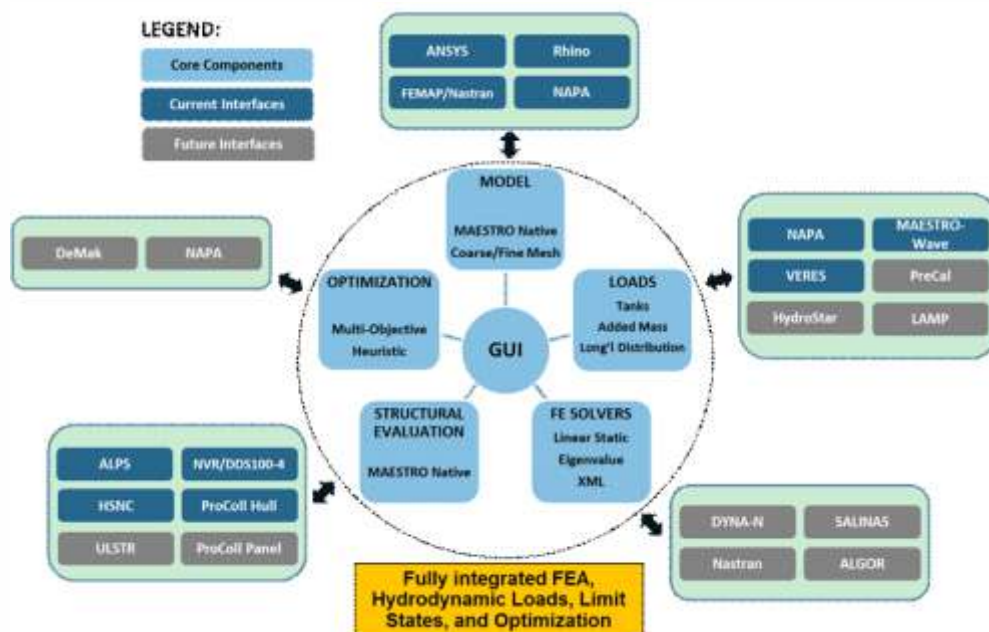 LEGEND:
Core Components
Current Interfaces
Future Interfaces
ANSYS
Rhino
FEMAP/Nastran
NAPA
MODEL
MAESTRO Native
Coarse/Fine Mesh
DeMak
NAPA
OPTIMIZATION
Multi-Objective
Heuristic
GUI
LOADS
Tanks
Added Mass
Long'l Distribution
NAPA
MAESTRO-
Wave
VERES
PreCal
HydroStar
LAMP
STRUCTURAL
EVALUATION
MAESTRO Native
FE SOLVERS
Linear Static
Eigenvalue
XML
ALPS
NVR/DDS100-4
HSNC
ProColl Hull
ULSTR
ProColl Panel
DYNA-N
SALINAS
Nastran
ALGOR
Fully integrated FEA,
Hydrodynamic Loads, Limit
States, and Optimization